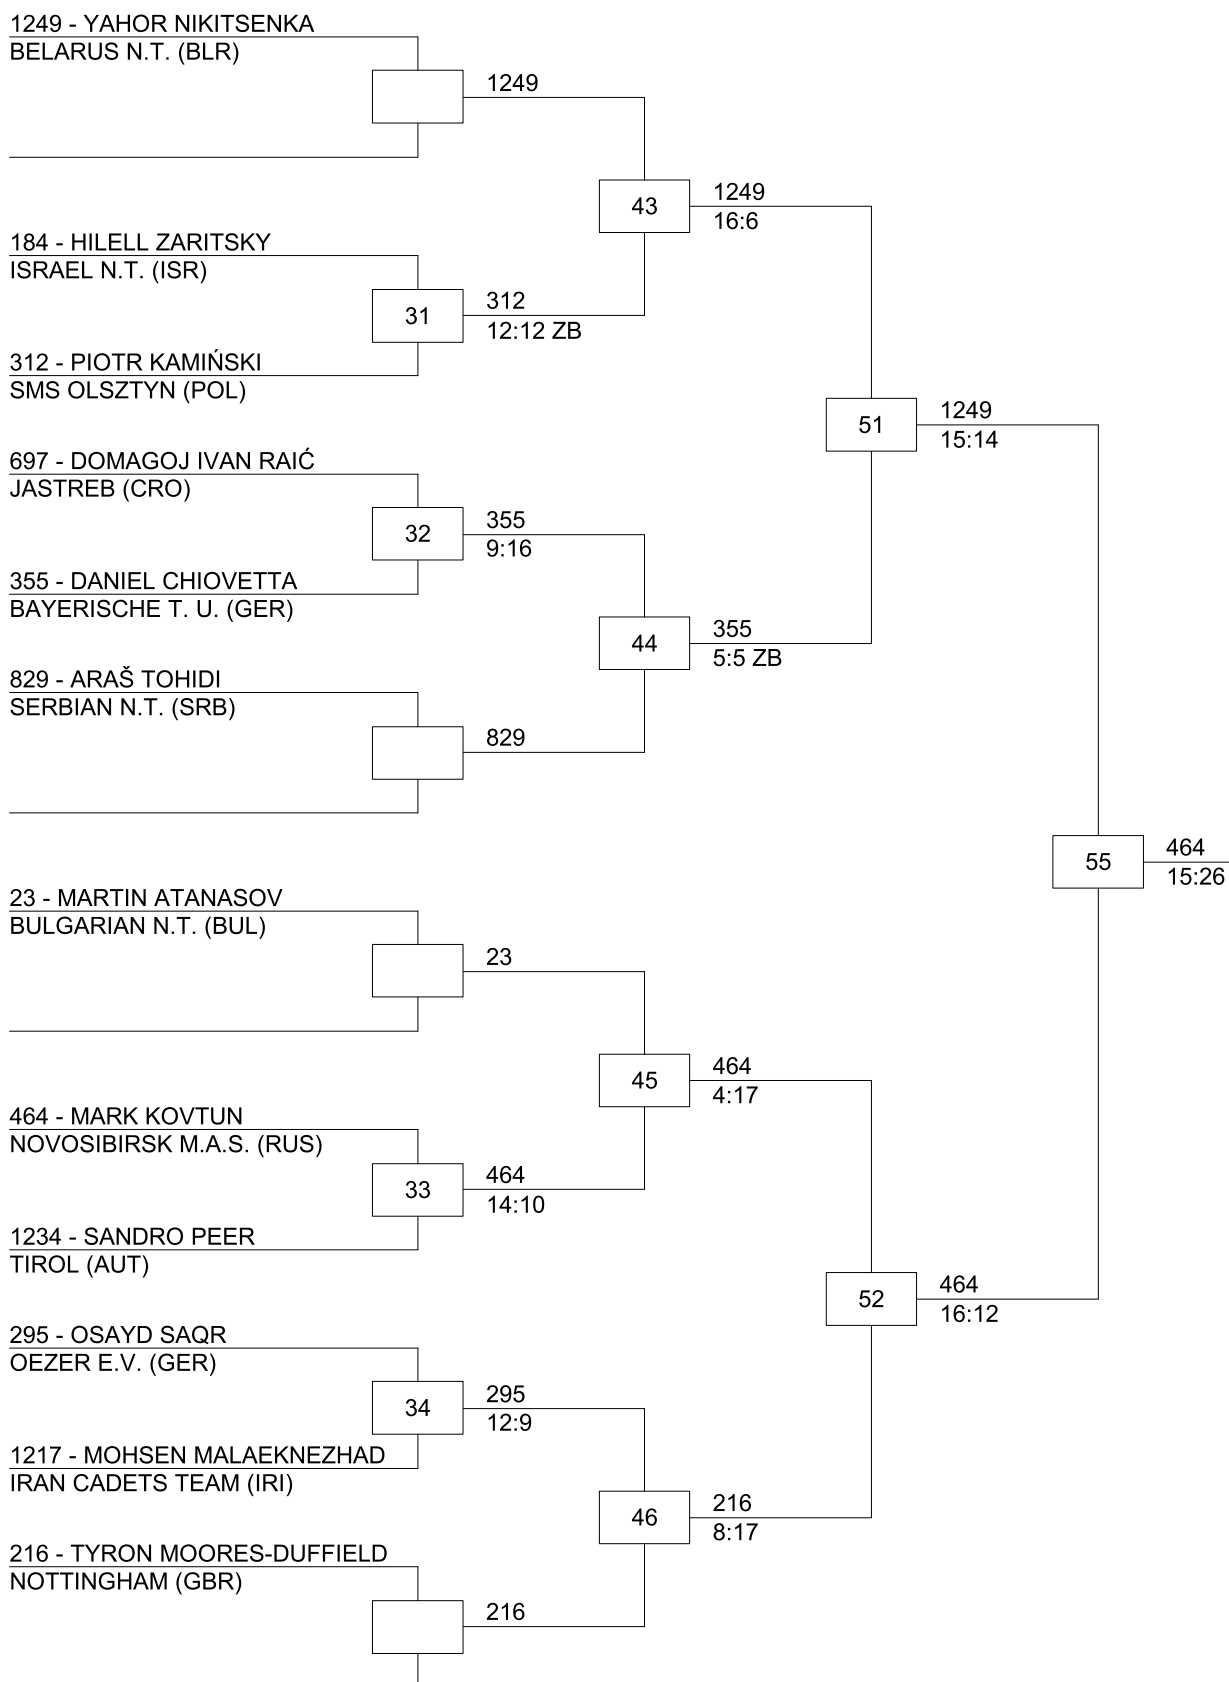 1249 - YAHOR NIKITSENKA
BELARUS N.T. (BLR)
1249
43
1249
16:6
184 - HILELL ZARITSKY
ISRAEL N.T. (ISR)
31
312
12:12 ZB
312 - PIOTR KAMIŃSKI
SMS OLSZTYN (POL)
51
1249
15:14
697 - DOMAGOJ IVAN RAIĆ
JASTREB (CRO)
32
355
9:16
355 - DANIEL CHIOVETTA
BAYERISCHE T. U. (GER)
44
355
5:5 ZB
829 - ARAŠ TOHIDI
SERBIAN N.T. (SRB)
829
55
464
15:26
23 - MARTIN ATANASOV
BULGARIAN N.T. (BUL)
23
45
464
4:17
464 - MARK KOVTUN
NOVOSIBIRSK M.A.S. (RUS)
33
464
14:10
1234 - SANDRO PEER
TIROL (AUT)
52
464
16:12
295 - OSAYD SAQR
OEZER E.V. (GER)
34
295
12:9
1217 - MOHSEN MALAEKNEZHAD
IRAN CADETS TEAM (IRI)
46
216
8:17
216 - TYRON MOORES-DUFFIELD
NOTTINGHAM (GBR)
216